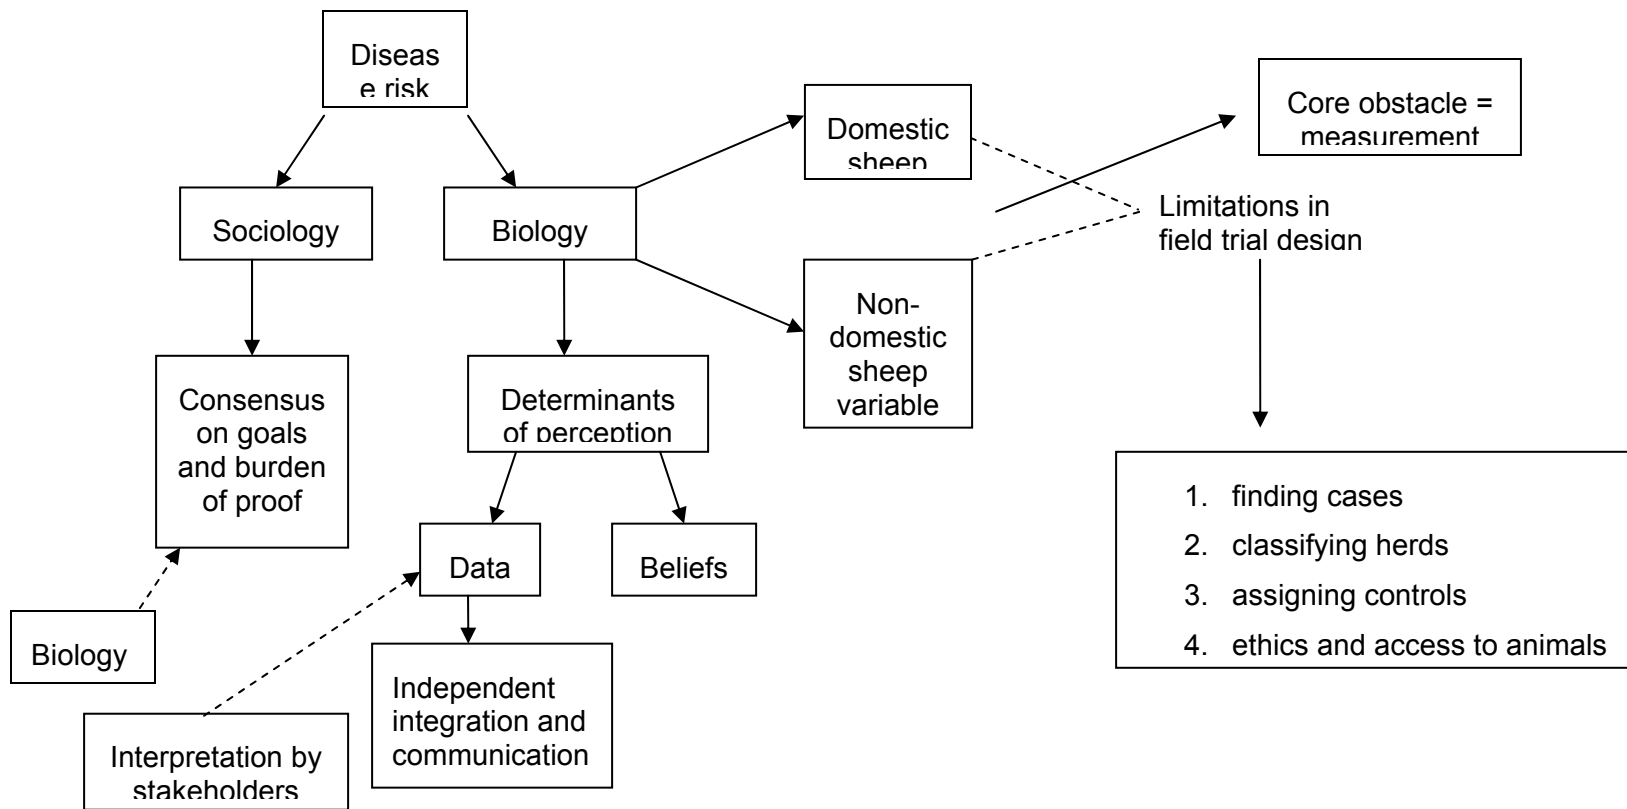 Diseas
e risk
Domestic
sheep
Core obstacle =
measurement
Sociology
Biology
Limitations in
field trial design
Non-
domestic
sheep
variable
Consensus
on goals
and burden
of proof
Determinants
of perception
Data
Beliefs
1. finding cases
2. classifying herds
3. assigning controls
4. ethics and access to animals
Biology
Independent
integration and
communication
Interpretation by
stakeholders